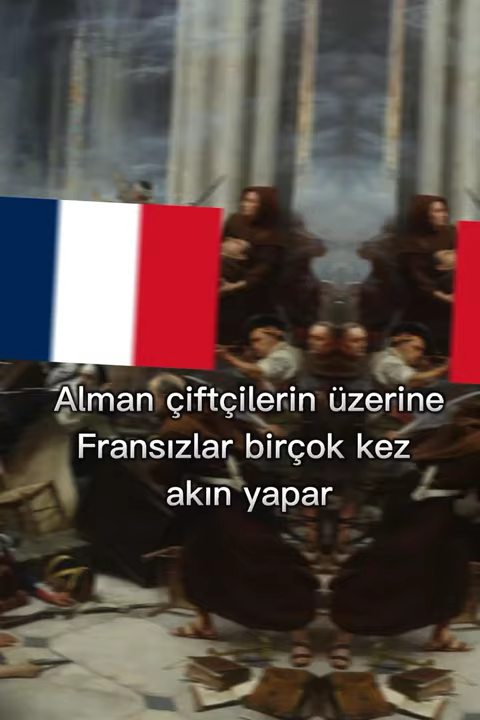 Alman çiftçilerin üzerine
Fransızlar birçok kez
akın yapar